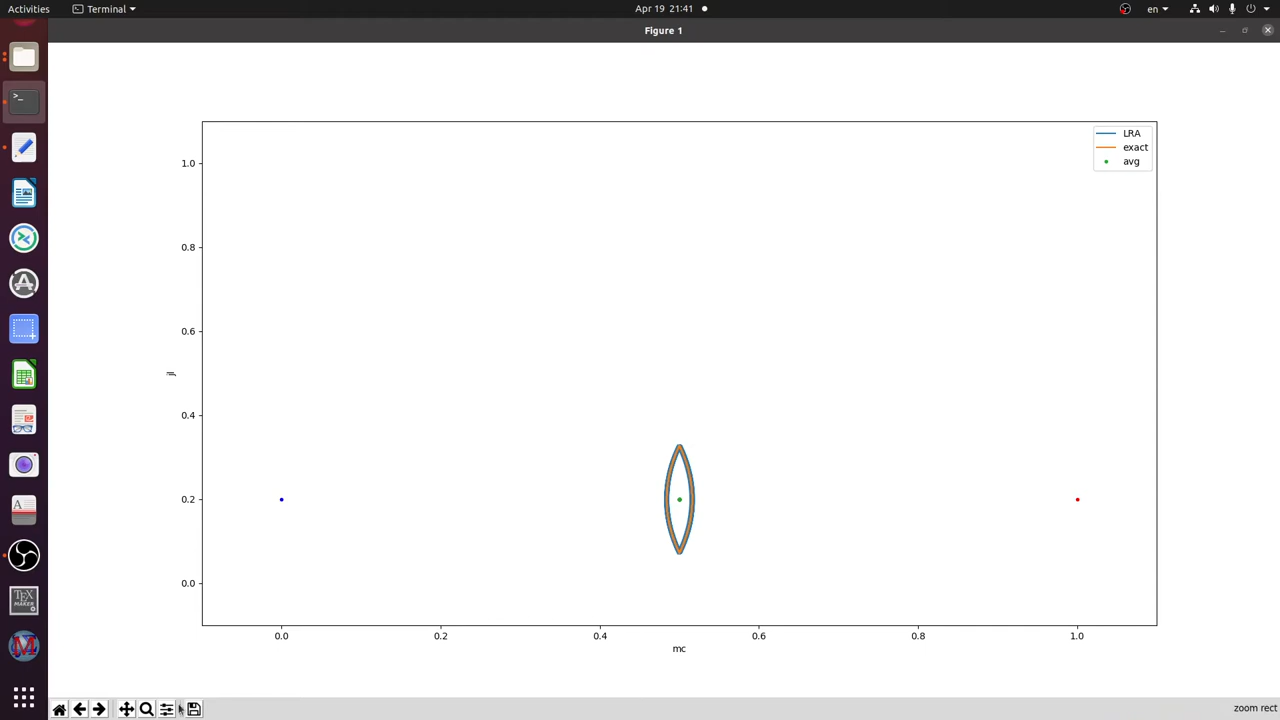 Activities
Terminal
Apr 19 21:41
en
Figure 1
LRA
exact
avg
1.0
0.8
0.6
0.4
0.2
0.0
jl
0.0
0.2
0.4
0.6
0.8
1.0
mc
zoom rect